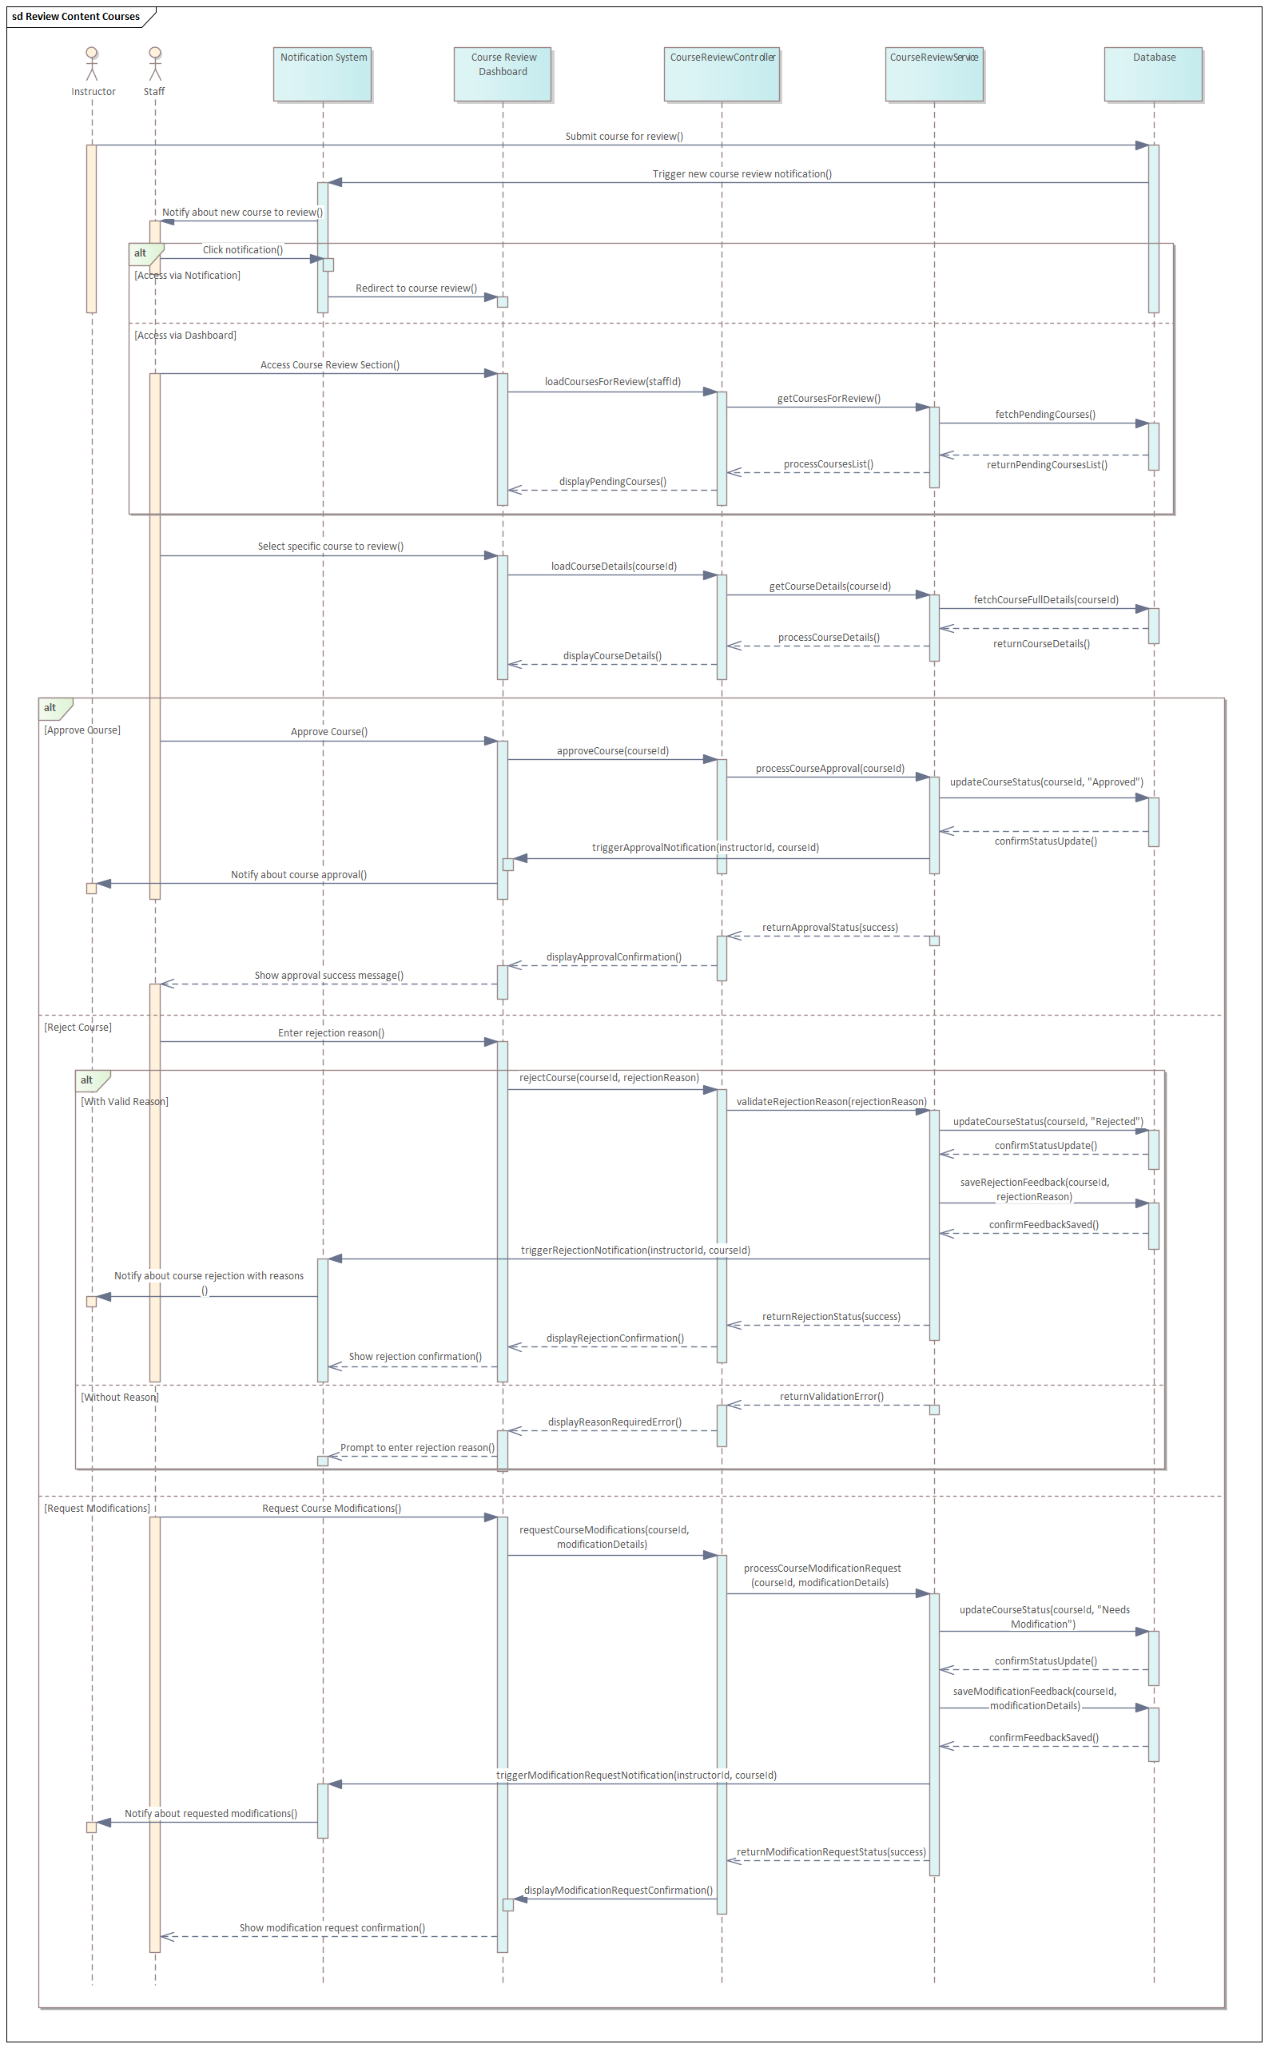 sd Review Content Courses
Instructor
Staff
Notification System
Course Review
Dashboard
CourseReviewController
CourseReviewService
Database
Submit course for review()
Trigger new course review notification()
Notify about new course to review()
alt
Click notification()
[Access via Notification]
Redirect to course review()
[Access via Dashboard]
Access Course Review Section()
loadCoursesForReview(staffId)
getCoursesForReview()
fetchPendingCourses()
returnPendingCoursesList()
processCoursesList()
displayPendingCourses()
Select specific course to review()
loadCourseDetails(courseId)
getCourseDetails(courseId)
fetchCourseFullDetails(courseId)
returnCourseDetails()
processCourseDetails()
displayCourseDetails()
alt
[Approve Course]
Approve Course()
approveCourse(courseId)
processCourseApproval(courseId)
updateCourseStatus(courseId, "Approved")
confirmStatusUpdate()
triggerApprovalNotification(instructorId, courseId)
Notify about course approval()
returnApprovalStatus(success)
displayApprovalConfirmation()
Show approval success message()
[Reject Course]
Enter rejection reason()
alt
[With Valid Reason]
rejectCourse(courseId, rejectionReason)
validateRejectionReason(rejectionReason)
updateCourseStatus(courseId, "Rejected")
confirmStatusUpdate()
saveRejectionFeedback(courseId,
rejectionReason)
confirmFeedbackSaved()
triggerRejectionNotification(instructorId, courseId)
Notify about course rejection with reasons
()
returnRejectionStatus(success)
displayRejectionConfirmation()
Show rejection confirmation()
[Without Reason]
returnValidationError()
displayReasonRequiredError()
Prompt to enter rejection reason()
[Request Modifications]
Request Course Modifications()
requestCourseModifications(courseId,
modificationDetails)
processCourseModificationRequest
(courseId, modificationDetails)
updateCourseStatus(courseId, "Needs
Modification")
confirmStatusUpdate()
saveModificationFeedback(courseId,
modificationDetails)
confirmFeedbackSaved()
triggerModificationRequestNotification(instructorId, courseId)
Notify about requested modifications()
returnModificationRequestStatus(success)
displayModificationRequestConfirmation()
Show modification request confirmation()